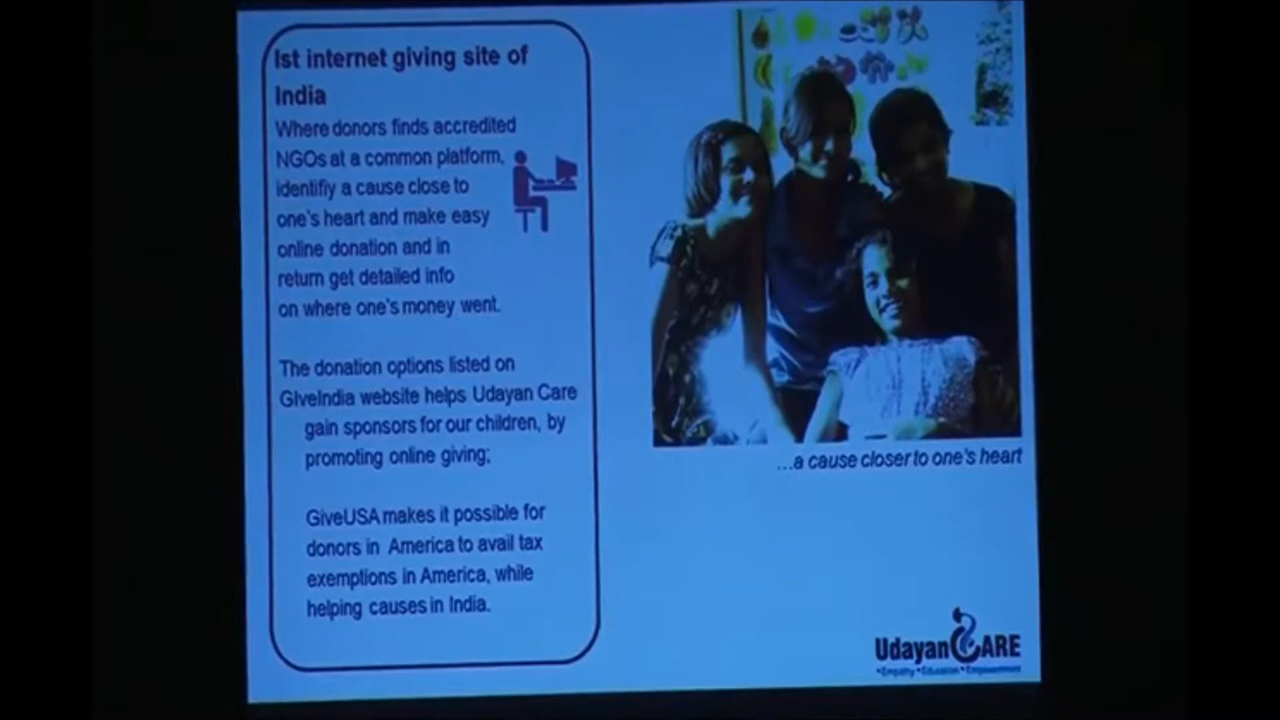 Ist internet giving site of
India
Where donors finds accredited
NGOs at a common platform,
identifiy a cause close to
one's heart and make easy
online donation and in
return get detailed info
on where one's money went.
The donation options listed on
GIveIndia website helps Udayan Care
gain sponsors for our children, by
promoting online giving;
GiveUSA makes it possible for
donors in America to avail tax
exemptions in America, while
helping causes in India.
...a cause closer to one's heart
Udayan CARE
•Empathy •Education •Empowerment